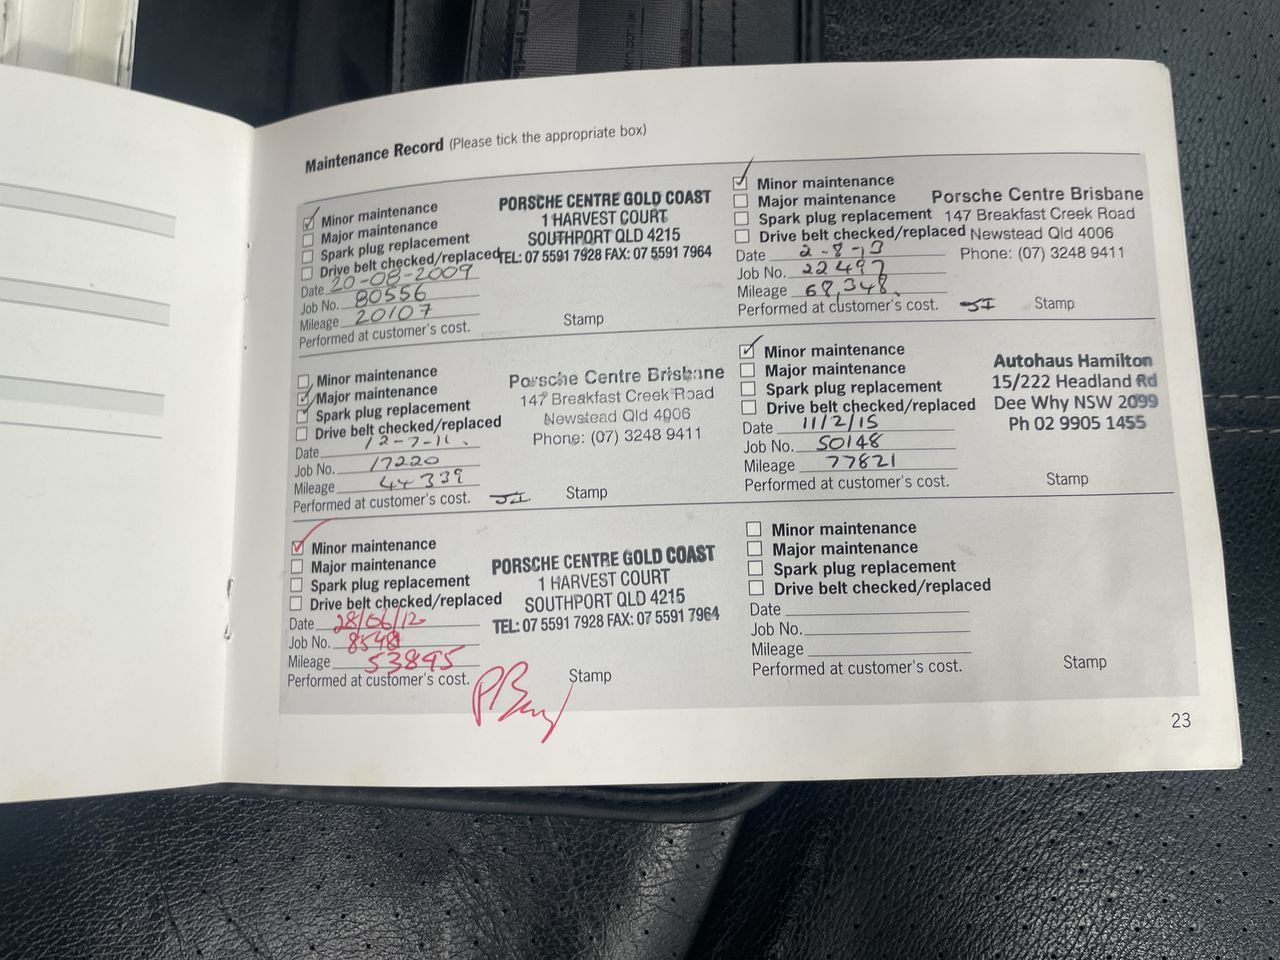 Maintenance Record (Please tick the appropriate box)
Minor maintenance
Major maintenance
Spark plug replacement
Drive belt checked/replaced
Date 20-08-2009
Job No. 80556
Mileage 20107
Performed at customer's cost.
PORSCHE CENTRE GOLD COAST
1 HARVEST COURT
SOUTHPORT QLD 4215
TEL: 07 5591 7928 FAX: 07 5591 7964
Stamp
Minor maintenance
Major maintenance
Spark plug replacement
Drive belt checked/replaced
Date 12-7-11.
Job No. 17220
Mileage 44339
Performed at customer's cost.
Porsche Centre Brisbane
147 Breakfast Creek Road
Newstead Qld 4006
Phone: (07) 3248 9411
Stamp
Minor maintenance
Major maintenance
Spark plug replacement
Drive belt checked/replaced
Date 28/06/12
Job No.
Mileage 53895
Performed at customer's cost.
PORSCHE CENTRE GOLD COAST
1 HARVEST COURT
SOUTHPORT QLD 4215
TEL: 07 5591 7928 FAX: 07 5591 7964
Stamp
Minor maintenance
Major maintenance
Spark plug replacement
Drive belt checked/replaced
Date 2-8-13
Job No. 22497
Mileage 68,348.
Performed at customer's cost.
Porsche Centre Brisbane
147 Breakfast Creek Road
Newstead Qld 4006
Phone: (07) 3248 9411
Stamp
Minor maintenance
Major maintenance
Spark plug replacement
Drive belt checked/replaced
Date 11/2/15
Job No. 50148
Mileage 77821
Performed at customer's cost.
Autohaus Hamilton
15/222 Headland Rd
Dee Why NSW 2099
Ph 02 9905 1455
Stamp
Minor maintenance
Major maintenance
Spark plug replacement
Drive belt checked/replaced
Date
Job No.
Mileage
Performed at customer's cost.
Stamp
23